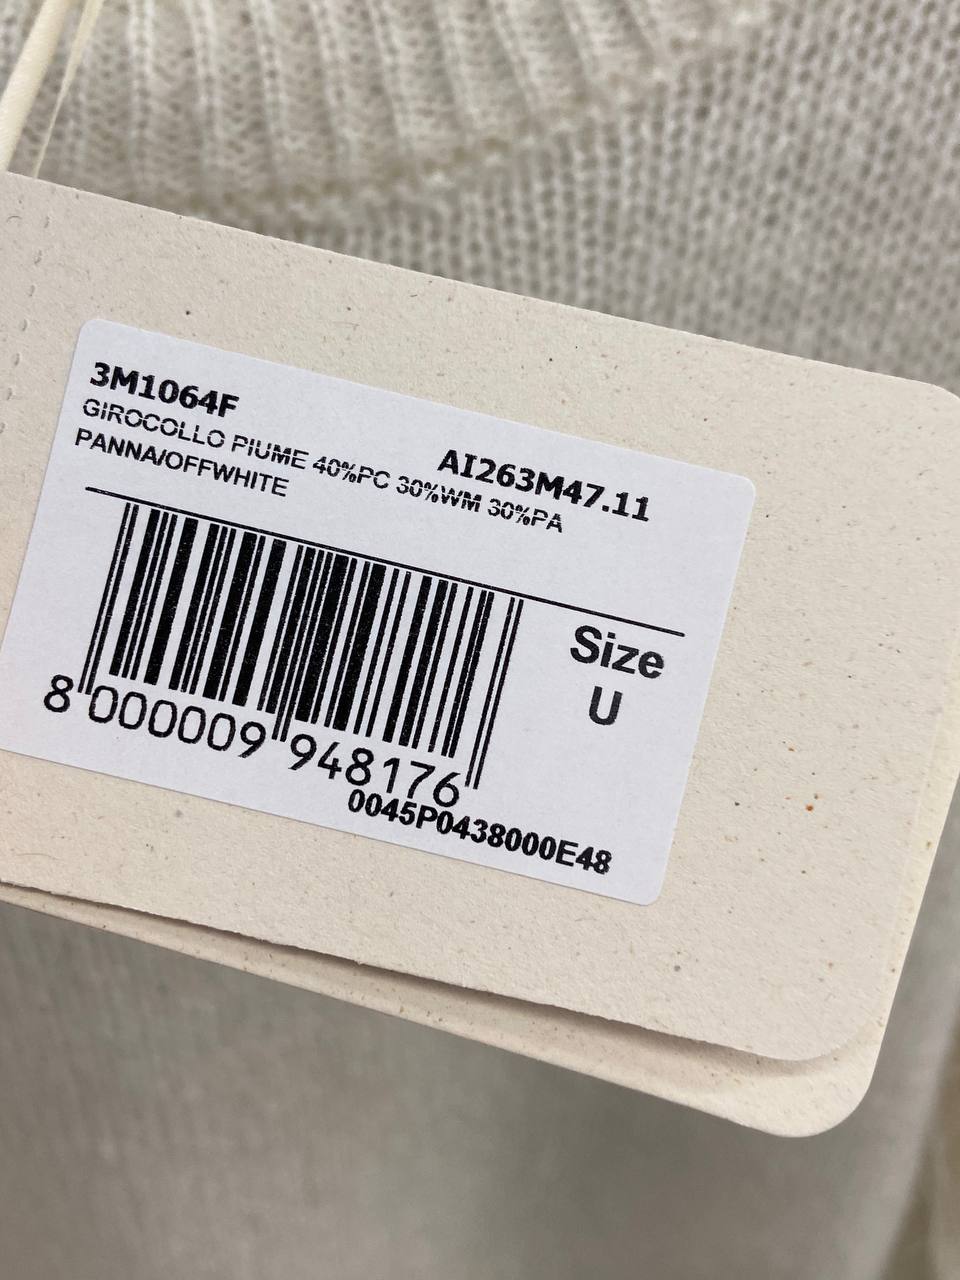 3M1064F
AI263M47.11
GIROCOLLO PIUME 40%PC 30%WM 30%PA
PANNA/OFFWHITE
Size
U
8 000009 948176
0045P0438000E48